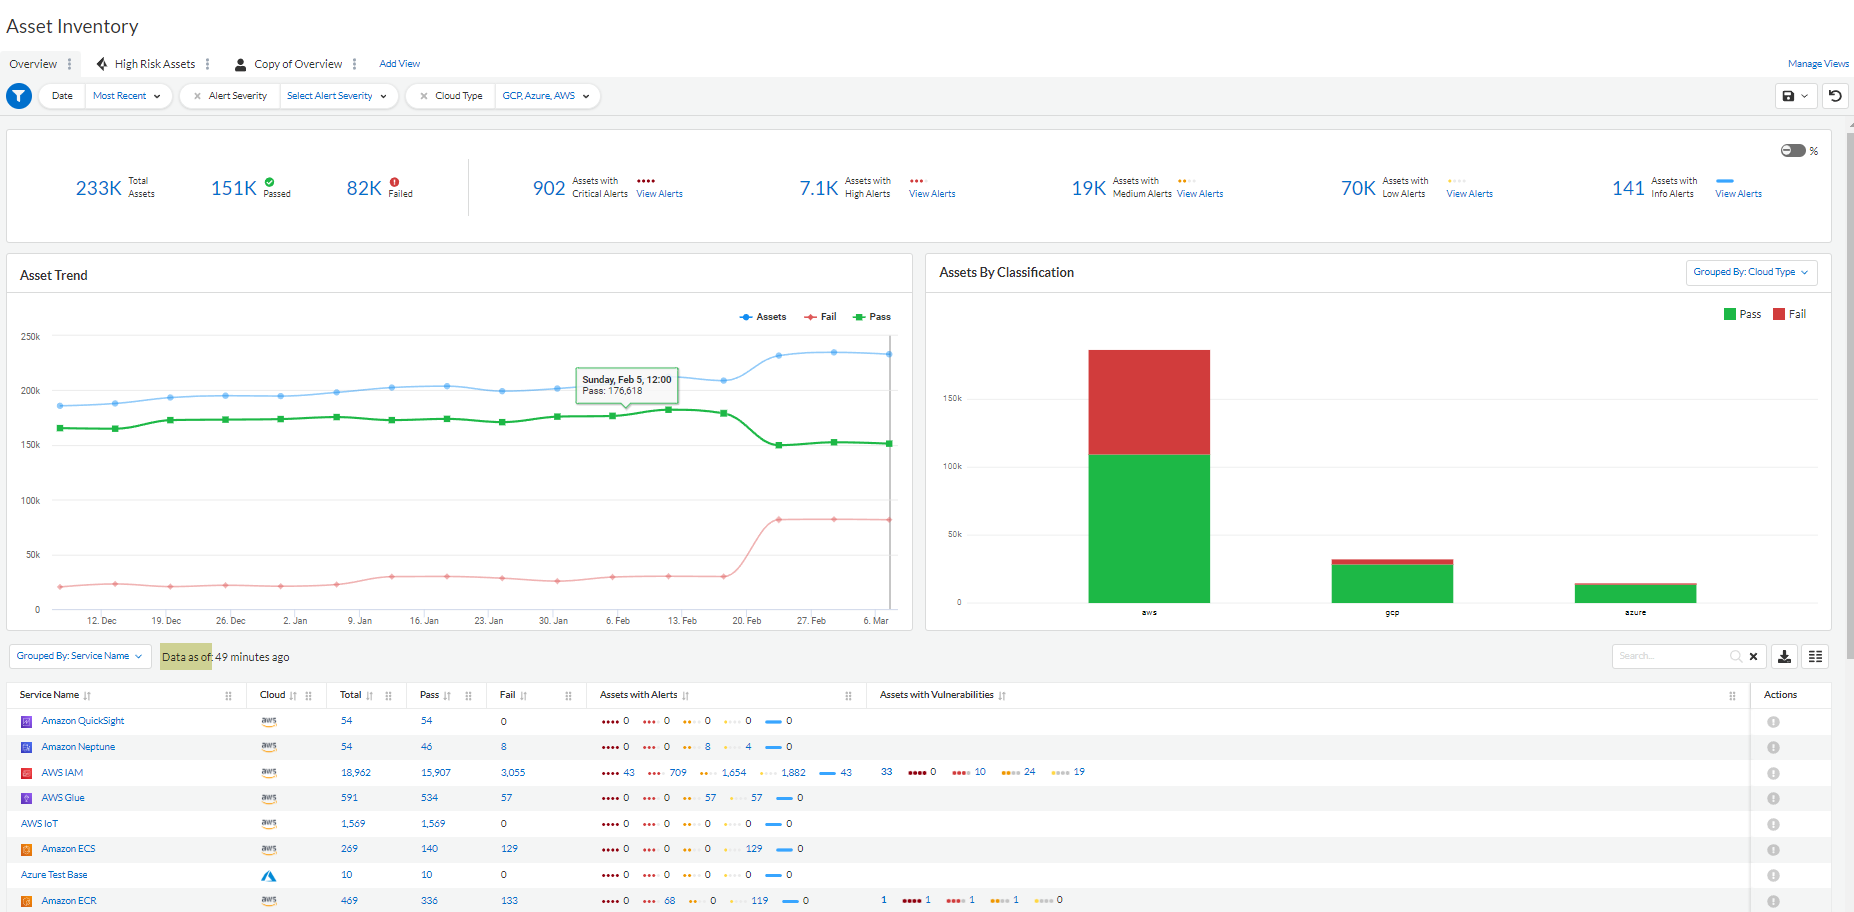 Asset Inventory
Overview High Risk Assets Copy of Overview Add View Manage Views
Date Most Recent Alert Severity Select Alert Severity Cloud Type GCP, Azure, AWS
%
233K Total Assets 151K Passed 82K Failed 902 Assets with Critical Alerts View Alerts 7.1K Assets with High Alerts View Alerts 19K Assets with Medium Alerts View Alerts 70K Assets with Low Alerts View Alerts 141 Assets with Info Alerts View Alerts
Asset Trend
Assets Fail Pass
250k
200k
150k
100k
50k
0
Sunday, Feb 5, 12:00
Pass: 176,618
12. Dec 19. Dec 26. Dec 2. Jan 9. Jan 16. Jan 23. Jan 30. Jan 6. Feb 13. Feb 20. Feb 27. Feb 6. Mar
Assets By Classification Grouped By: Cloud Type
Pass Fail
150k
100k
50k
0
aws gcp azure
Grouped By: Service Name Data as of: 49 minutes ago Search...
Service Name Cloud Total Pass Fail Assets with Alerts Assets with Vulnerabilities Actions
Amazon QuickSight aws 54 54 0 0 0 0 0 0
Amazon Neptune aws 54 46 8 0 0 8 4 0
AWS IAM aws 18,962 15,907 3,055 43 709 1,654 1,882 43 33 0 10 24 19
AWS Glue aws 591 534 57 0 0 57 57 0
AWS IoT aws 1,569 1,569 0 0 0 0 0 0
Amazon ECS aws 269 140 129 0 0 0 129 0
Azure Test Base 10 10 0 0 0 0 0 0
Amazon ECR aws 469 336 133 0 68 0 119 0 1 1 1 1 0